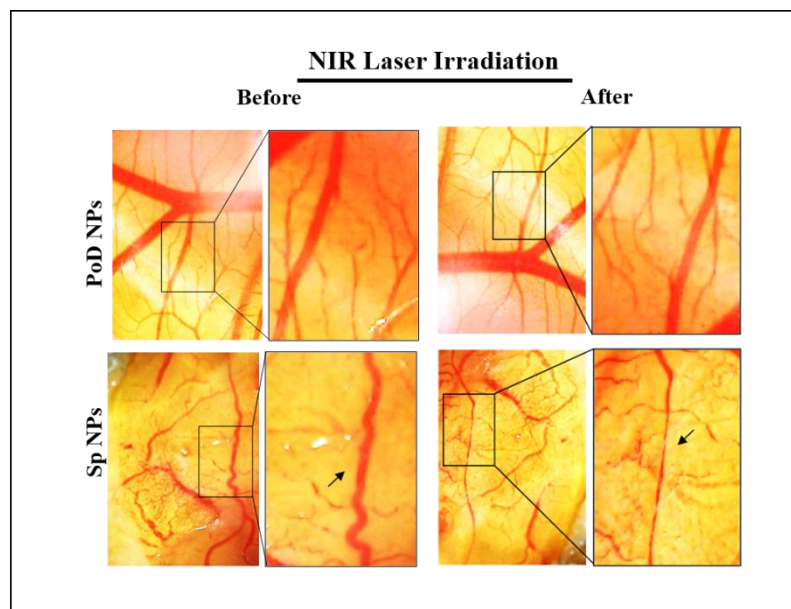 NIR Laser Irradiation
Before
After
PoD NPs
Sp NPs